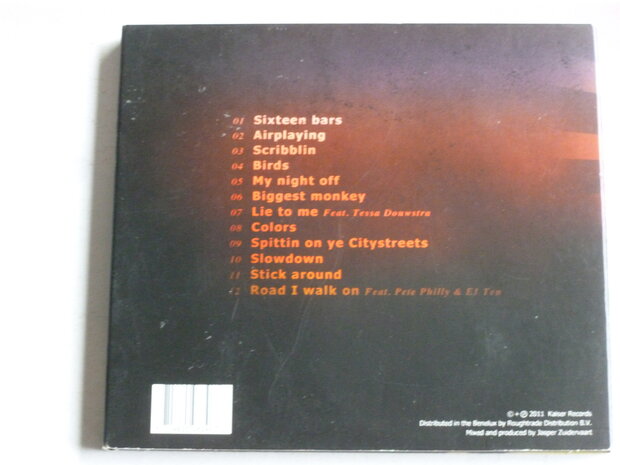 01 Sixteen bars
02 Airplaying
03 Scribblin
04 Birds
05 My night off
06 Biggest monkey
07 Lie to me Feat. Tessa Douwstra
08 Colors
09 Spittin on ye Citystreets
10 Slowdown
11 Stick around
12 Road I walk on Feat. Pete Philly & EJ Ten
©+℗ 2011 Kaiser Records
Distributed in the Benelux by Roughtrade Distribution B.V.
Mixed and produced by Jasper Zuidervaart